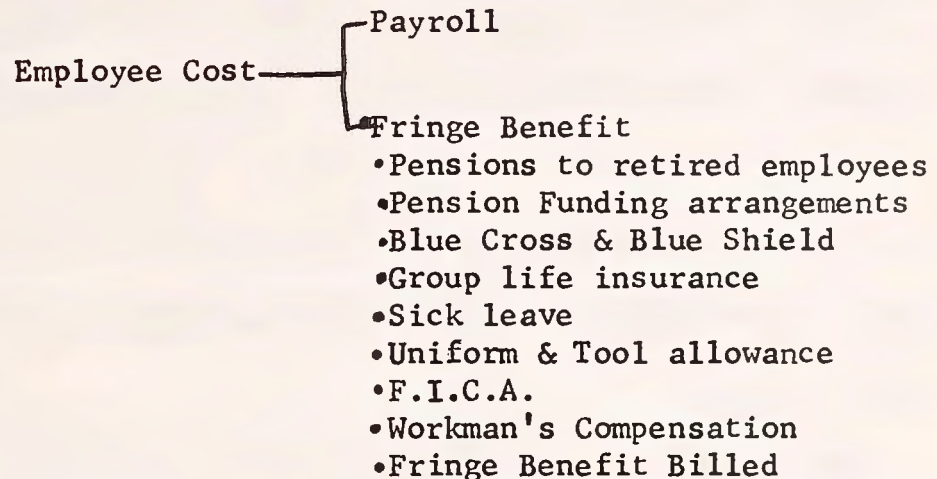 Payroll
Employee Cost
Fringe Benefit
•Pensions to retired employees
•Pension Funding arrangements
•Blue Cross & Blue Shield
•Group life insurance
•Sick leave
•Uniform & Tool allowance
•F.I.C.A.
•Workman's Compensation
•Fringe Benefit Billed